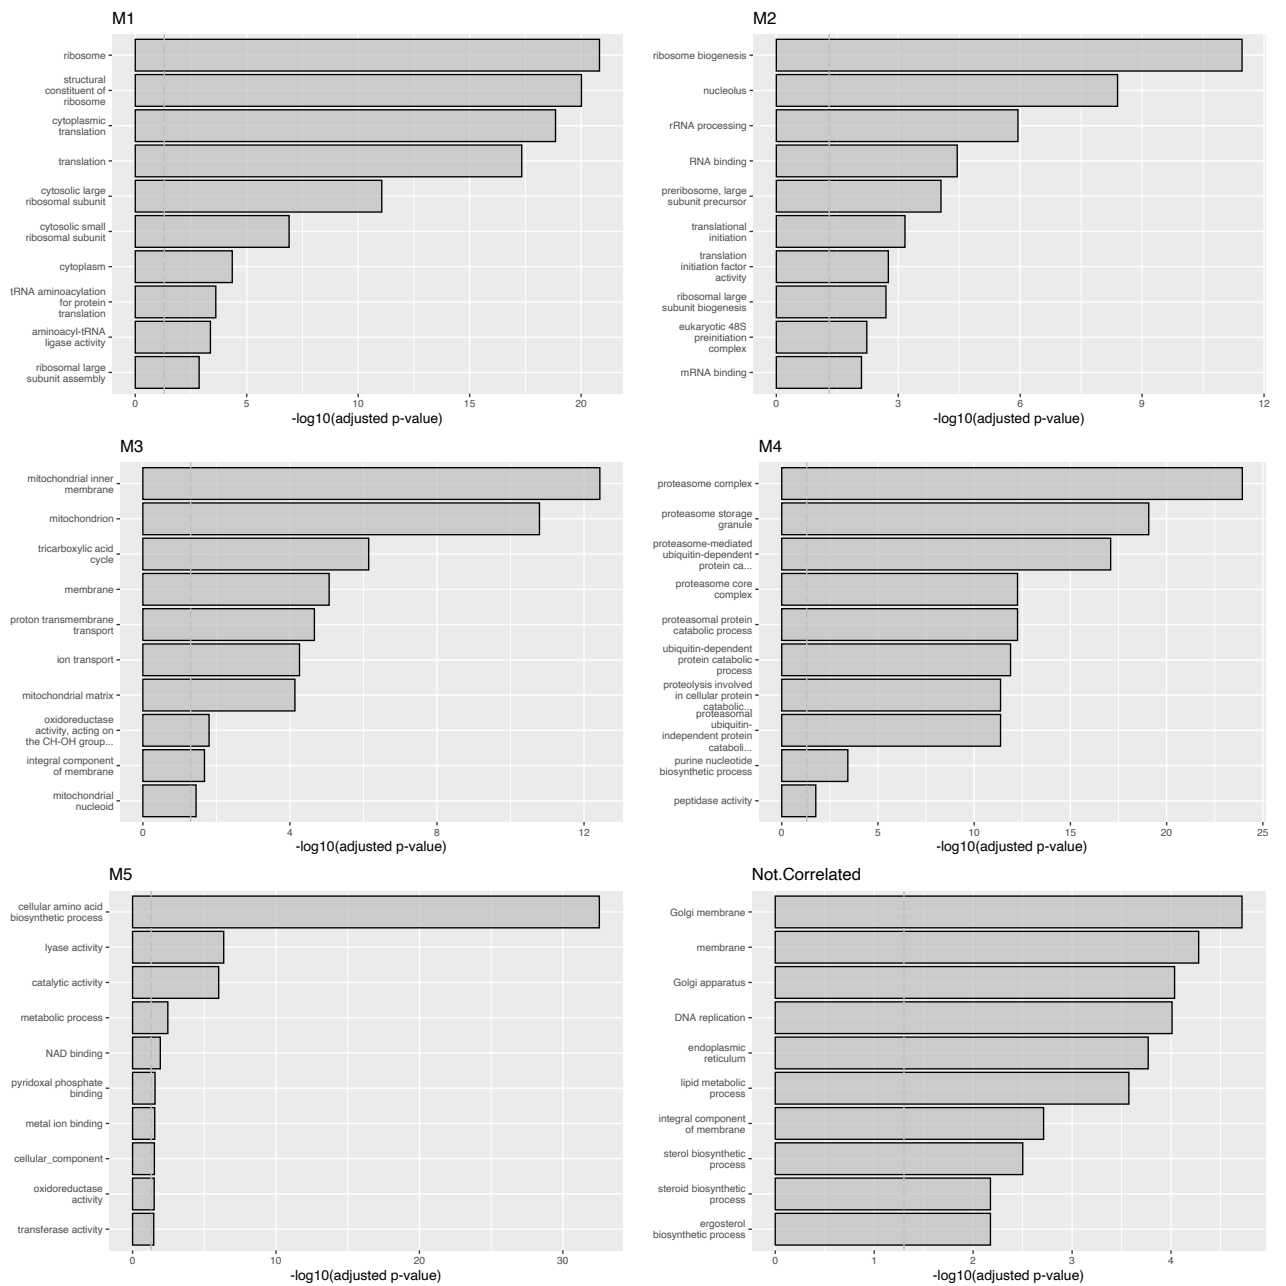 M1
ribosome
structural
constituent of
ribosome
cytoplasmic
translation
translation
cytosolic large
ribosomal subunit
cytosolic small
ribosomal subunit
cytoplasm
tRNA aminoacylation
for protein
translation
aminoacyl-tRNA
ligase activity
ribosomal large
subunit assembly
0 5 10 15 20
-log10(adjusted p-value)
M2
ribosome biogenesis
nucleolus
rRNA processing
RNA binding
preribosome, large
subunit precursor
translational
initiation
translation
initiation factor
activity
ribosomal large
subunit biogenesis
eukaryotic 48S
preinitiation
complex
mRNA binding
0 3 6 9 12
-log10(adjusted p-value)
M3
mitochondrial inner
membrane
mitochondrion
tricarboxylic acid
cycle
membrane
proton transmembrane
transport
ion transport
mitochondrial matrix
oxidoreductase
activity, acting on
the CH-OH group...
integral component
of membrane
mitochondrial
nucleoid
0 4 8 12
-log10(adjusted p-value)
M4
proteasome complex
proteasome storage
granule
proteasome-mediated
ubiquitin-dependent
protein ca...
proteasome core
complex
proteasomal protein
catabolic process
ubiquitin-dependent
protein catabolic
process
proteolysis involved
in cellular protein
catabolic...
proteasomal
ubiquitin-
independent protein
cataboli...
purine nucleotide
biosynthetic process
peptidase activity
0 5 10 15 20 25
-log10(adjusted p-value)
M5
cellular amino acid
biosynthetic process
lyase activity
catalytic activity
metabolic process
NAD binding
pyridoxal phosphate
binding
metal ion binding
cellular_component
oxidoreductase
activity
transferase activity
0 10 20 30
-log10(adjusted p-value)
Not.Correlated
Golgi membrane
membrane
Golgi apparatus
DNA replication
endoplasmic
reticulum
lipid metabolic
process
integral component
of membrane
sterol biosynthetic
process
steroid biosynthetic
process
ergosterol
biosynthetic process
0 1 2 3 4
-log10(adjusted p-value)